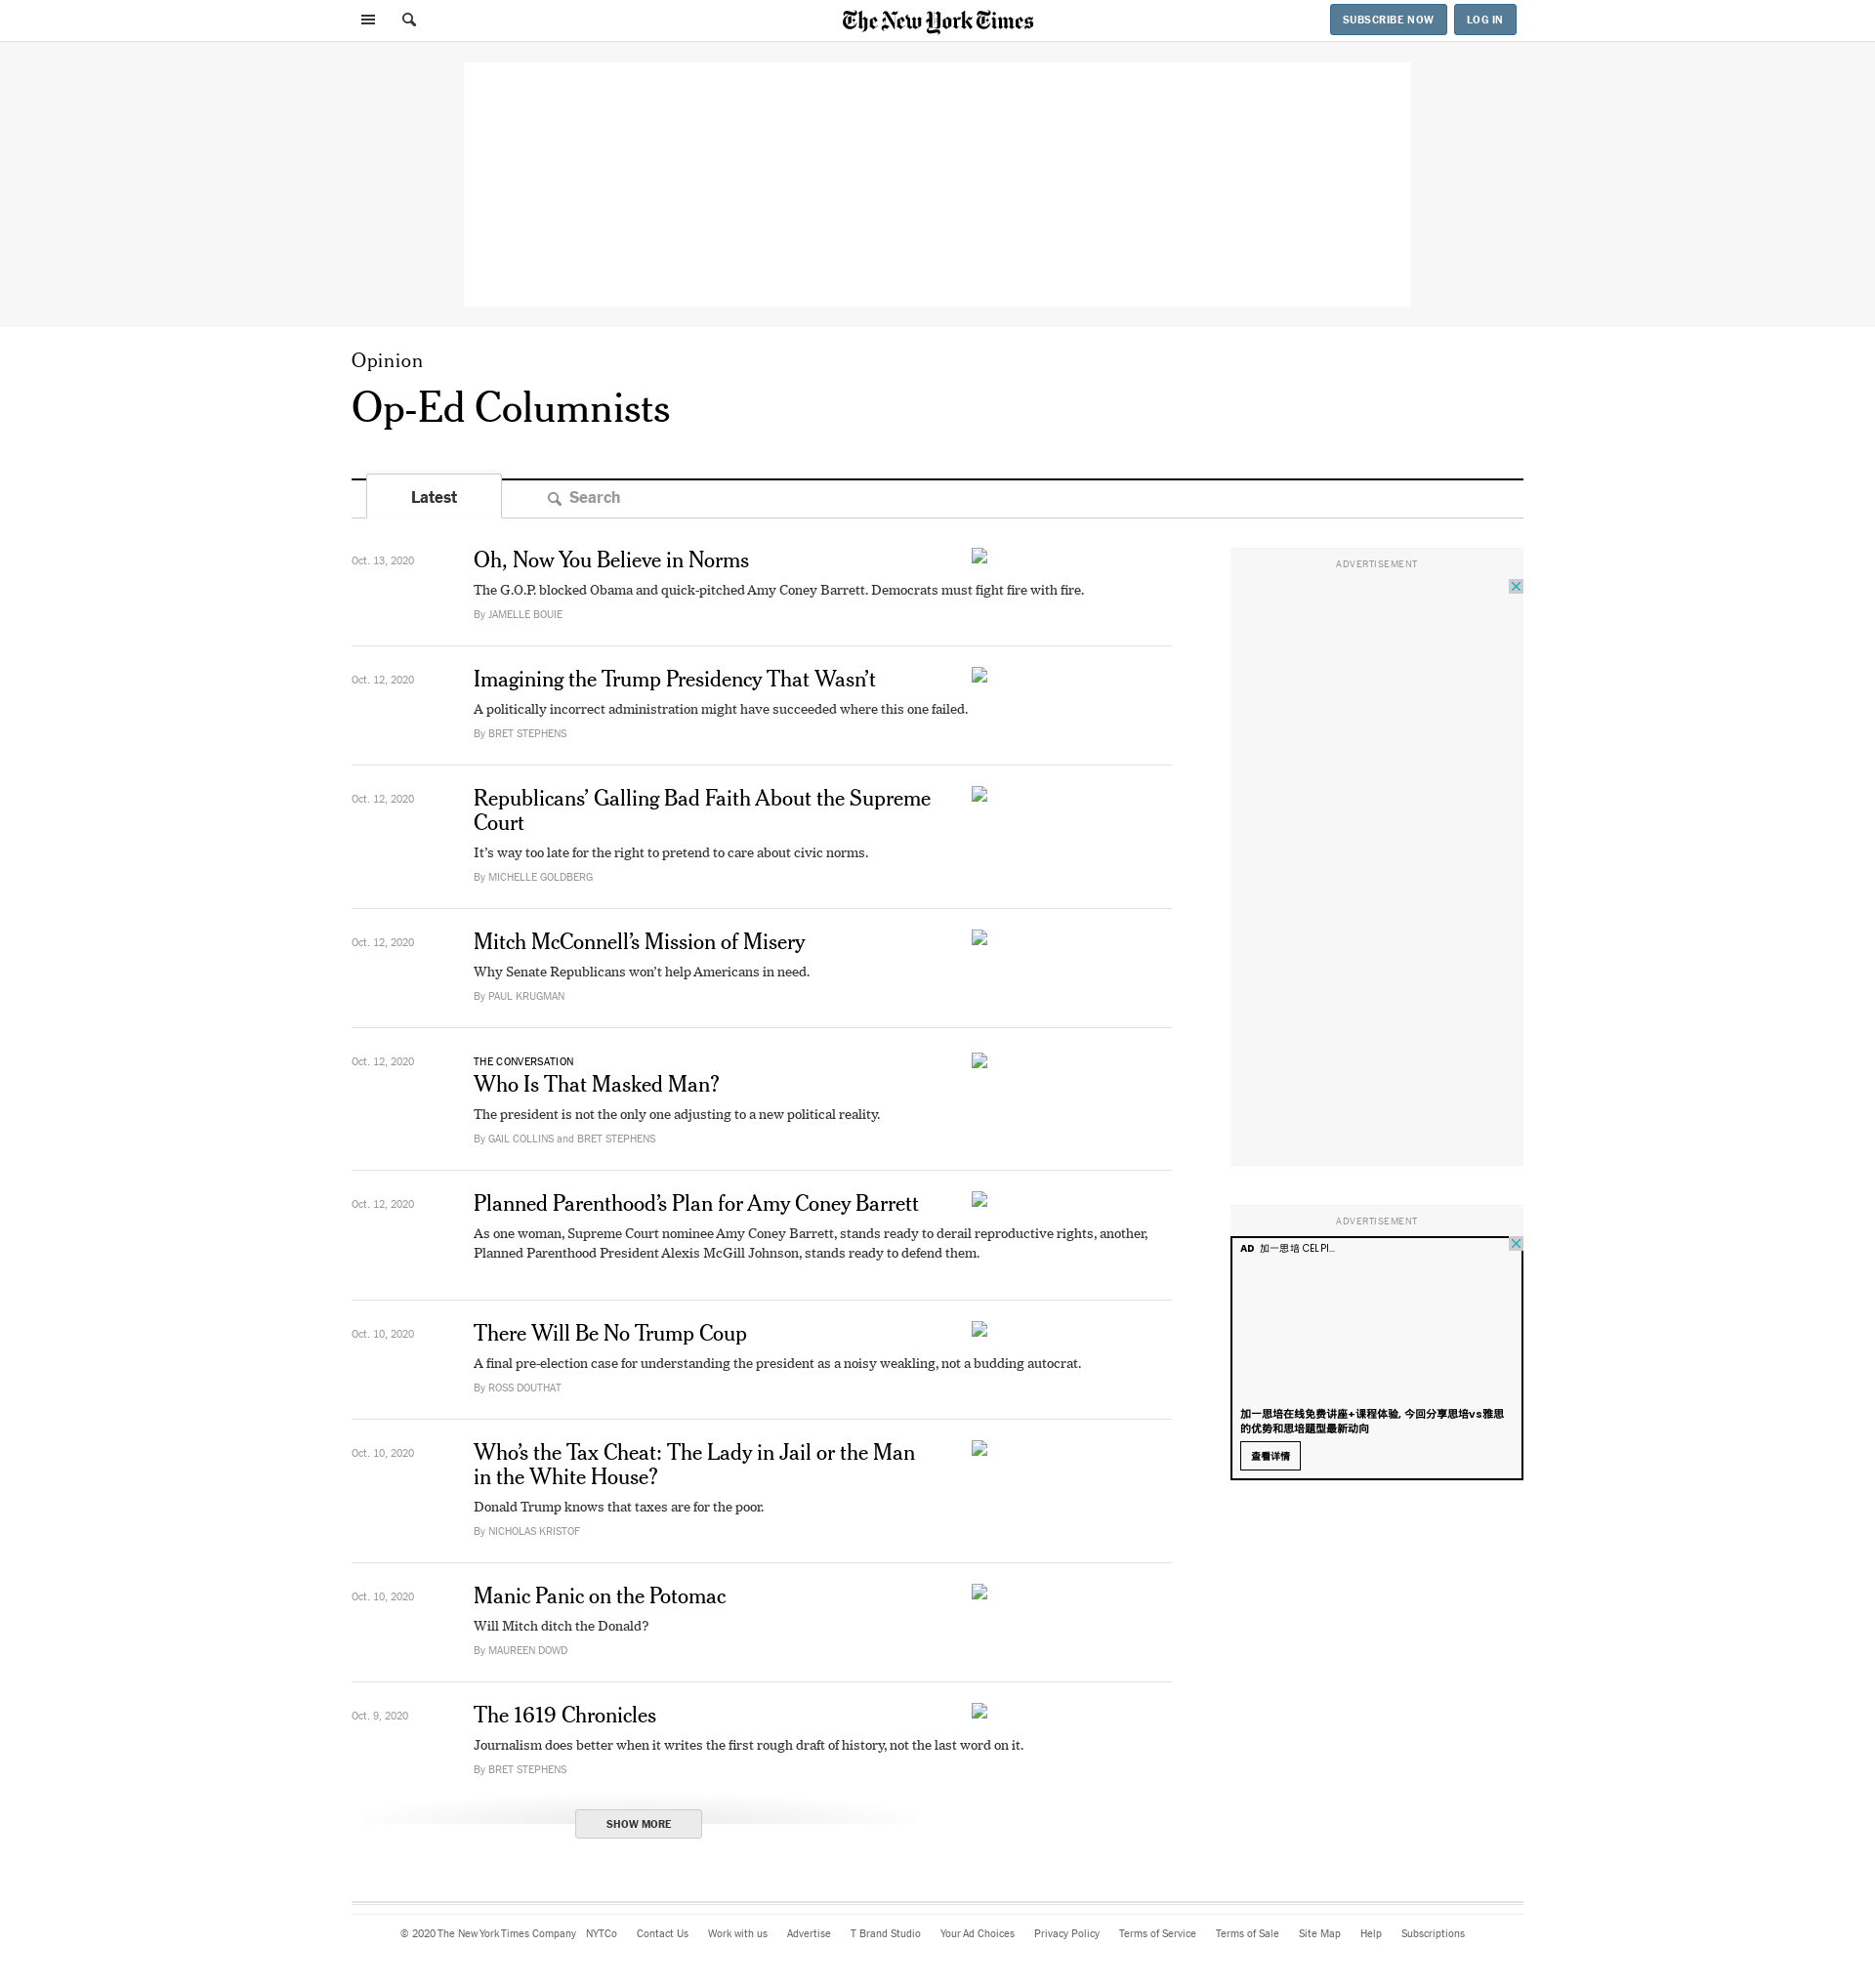 The New York Times
SUBSCRIBE NOW
LOG IN
Opinion
Op-Ed Columnists
Latest
Search
Oct. 13, 2020
Oh, Now You Believe in Norms
The G.O.P. blocked Obama and quick-pitched Amy Coney Barrett. Democrats must fight fire with fire.
By JAMELLE BOUIE
Oct. 12, 2020
Imagining the Trump Presidency That Wasn’t
A politically incorrect administration might have succeeded where this one failed.
By BRET STEPHENS
Oct. 12, 2020
Republicans’ Galling Bad Faith About the Supreme
Court
It’s way too late for the right to pretend to care about civic norms.
By MICHELLE GOLDBERG
Oct. 12, 2020
Mitch McConnell’s Mission of Misery
Why Senate Republicans won’t help Americans in need.
By PAUL KRUGMAN
Oct. 12, 2020
THE CONVERSATION
Who Is That Masked Man?
The president is not the only one adjusting to a new political reality.
By GAIL COLLINS and BRET STEPHENS
Oct. 12, 2020
Planned Parenthood’s Plan for Amy Coney Barrett
As one woman, Supreme Court nominee Amy Coney Barrett, stands ready to derail reproductive rights, another,
Planned Parenthood President Alexis McGill Johnson, stands ready to defend them.
Oct. 10, 2020
There Will Be No Trump Coup
A final pre-election case for understanding the president as a noisy weakling, not a budding autocrat.
By ROSS DOUTHAT
Oct. 10, 2020
Who’s the Tax Cheat: The Lady in Jail or the Man
in the White House?
Donald Trump knows that taxes are for the poor.
By NICHOLAS KRISTOF
Oct. 10, 2020
Manic Panic on the Potomac
Will Mitch ditch the Donald?
By MAUREEN DOWD
Oct. 9, 2020
The 1619 Chronicles
Journalism does better when it writes the first rough draft of history, not the last word on it.
By BRET STEPHENS
SHOW MORE
ADVERTISEMENT
ADVERTISEMENT
AD 加一思培 CELPI...
加一思培在线免费讲座+课程体验, 今回分享思培vs雅思
的优势和思培题型最新动向
查看详情
© 2020 The New York Times Company NYTCo Contact Us Work with us Advertise T Brand Studio Your Ad Choices Privacy Policy Terms of Service Terms of Sale Site Map Help Subscriptions